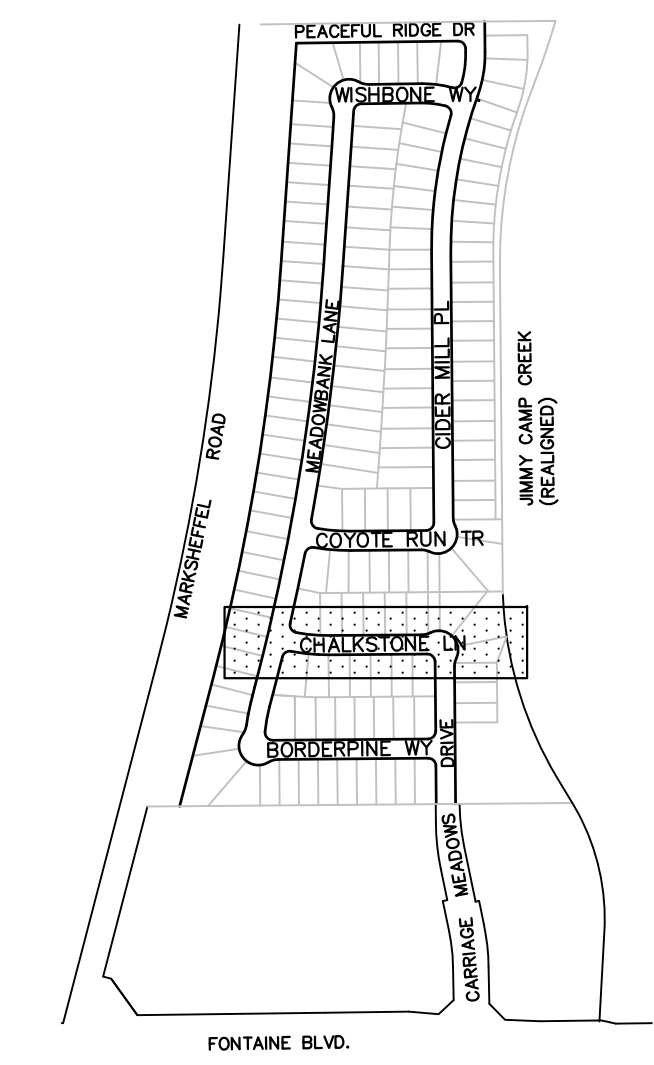 PEACEFUL RIDGE DR
WISHBONE WY.
MEADOWBANK LANE
CIDER MILL PL
JIMMY CAMP CREEK
(REALIGNED)
MARKSHEFFEL ROAD
COYOTE RUN TR
CHALKSTONE LN
BORDERPINE WY
CARRIAGE MEADOWS DRIVE
FONTAINE BLVD.